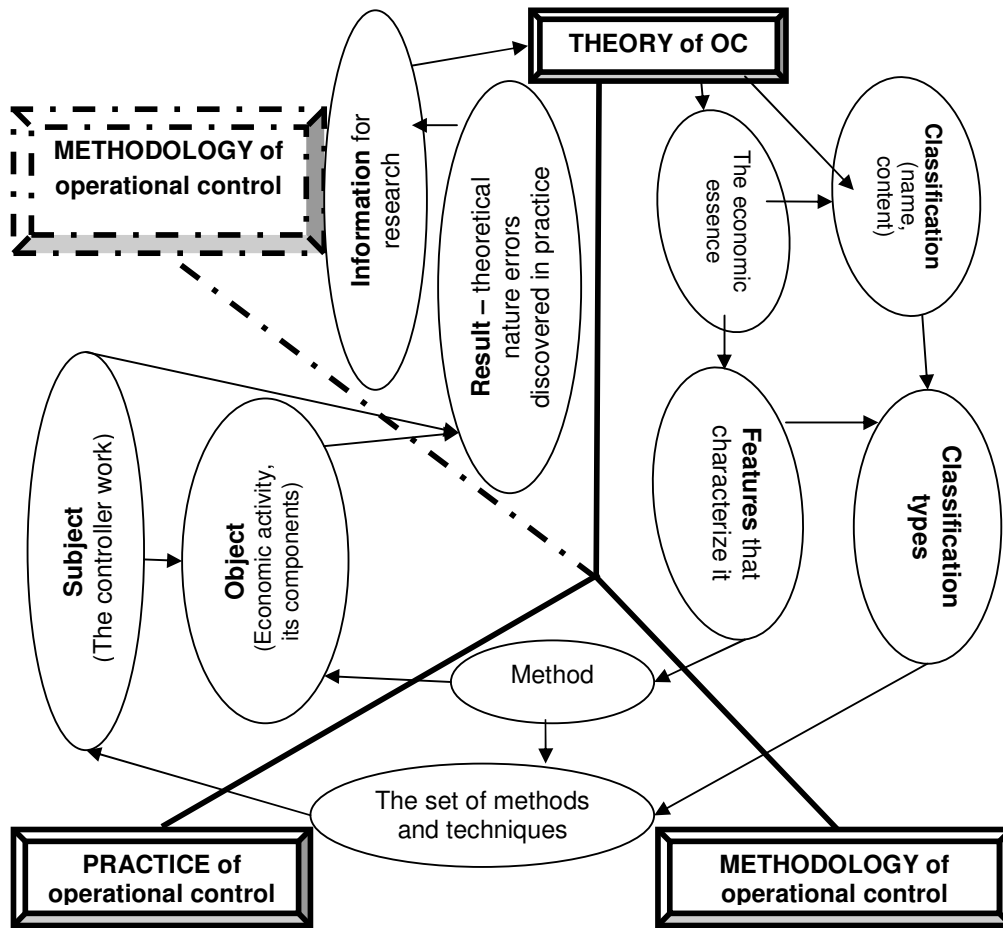 THEORY of OC
METHODOLOGY of
operational control
Information for
research
Result – theoretical
nature errors
discovered in practice
The economic
essence
Classification
(name,
content)
Subject
(The controller work)
Object
(Economic activity,
its components)
Features that
characterize it
Classification
types
Method
The set of methods
and techniques
PRACTICE of
operational control
METHODOLOGY of
operational control